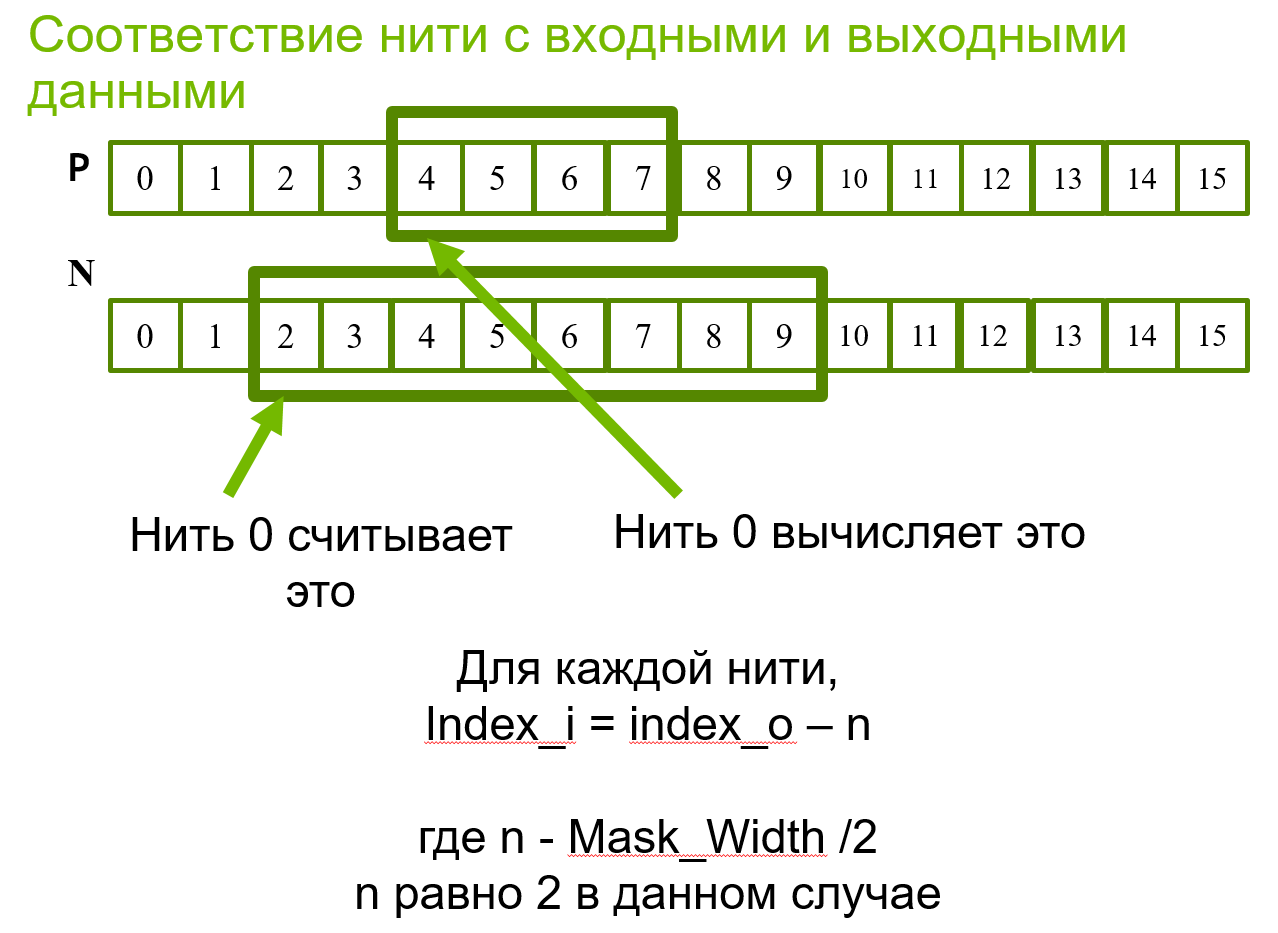 Соответствие нити с входными и выходными
данными
P
0 1 2 3 4 5 6 7 8 9 10 11 12 13 14 15
N
0 1 2 3 4 5 6 7 8 9 10 11 12 13 14 15
Нить 0 считывает
это
Нить 0 вычисляет это
Для каждой нити,
Index_i = index_o – n
где n - Mask_Width /2
n равно 2 в данном случае